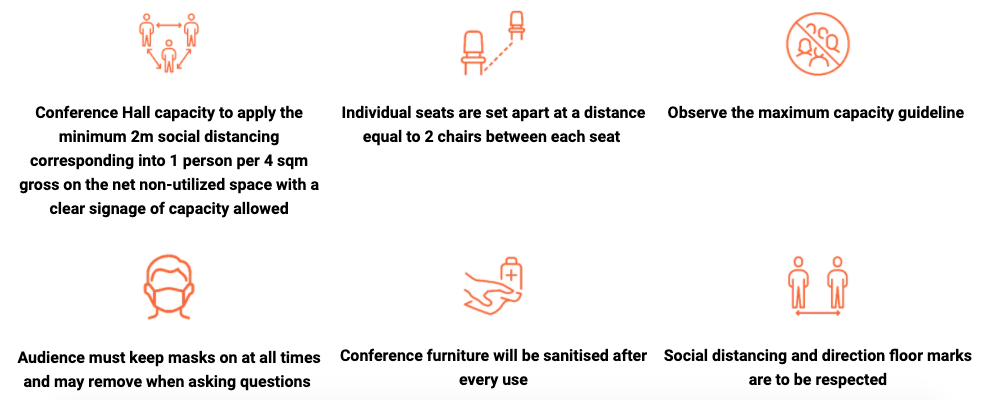 Conference Hall capacity to apply the
minimum 2m social distancing
corresponding into 1 person per 4 sqm
gross on the net non-utilized space with a
clear signage of capacity allowed
Individual seats are set apart at a distance
equal to 2 chairs between each seat
Observe the maximum capacity guideline
Audience must keep masks on at all times
and may remove when asking questions
Conference furniture will be sanitised after
every use
Social distancing and direction floor marks
are to be respected